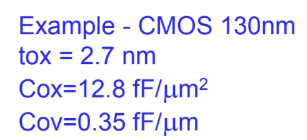 Example - CMOS 130nm
tox = 2.7 nm
Cox=12.8 fF/μm²
Cov=0.35 fF/μm